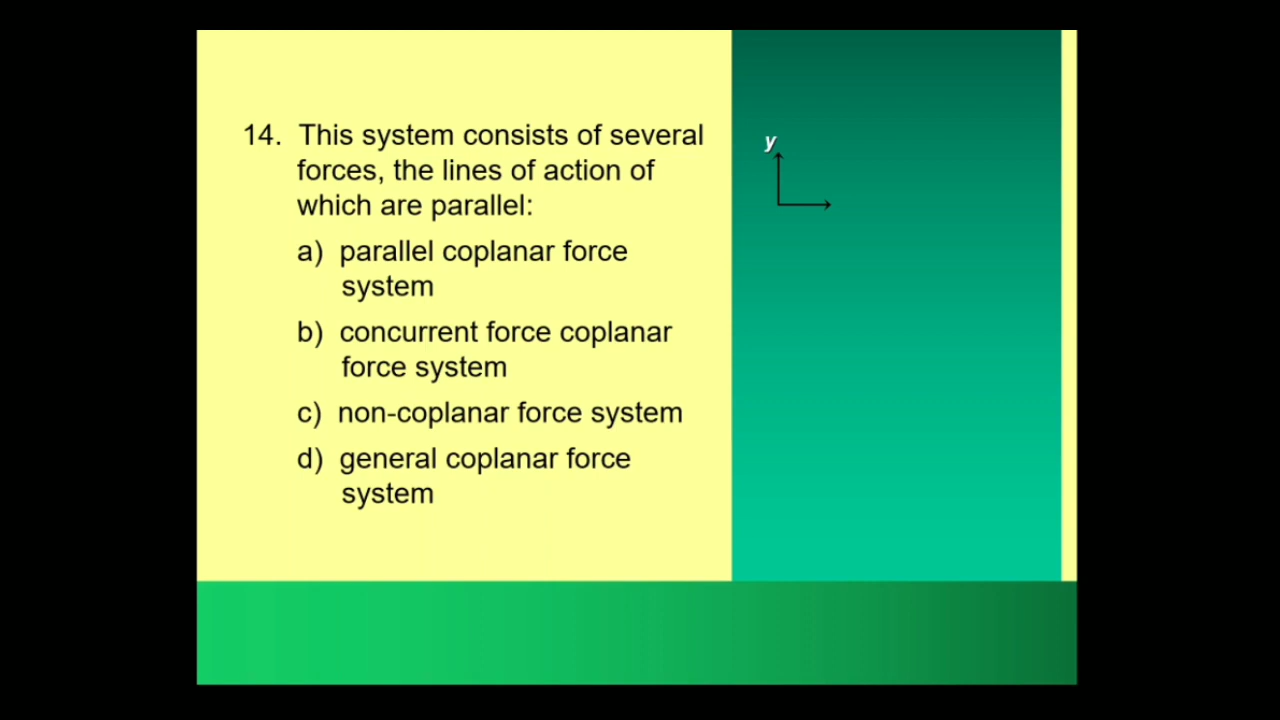 14. This system consists of several
forces, the lines of action of
which are parallel:
a) parallel coplanar force
system
b) concurrent force coplanar
force system
c) non-coplanar force system
d) general coplanar force
system
y